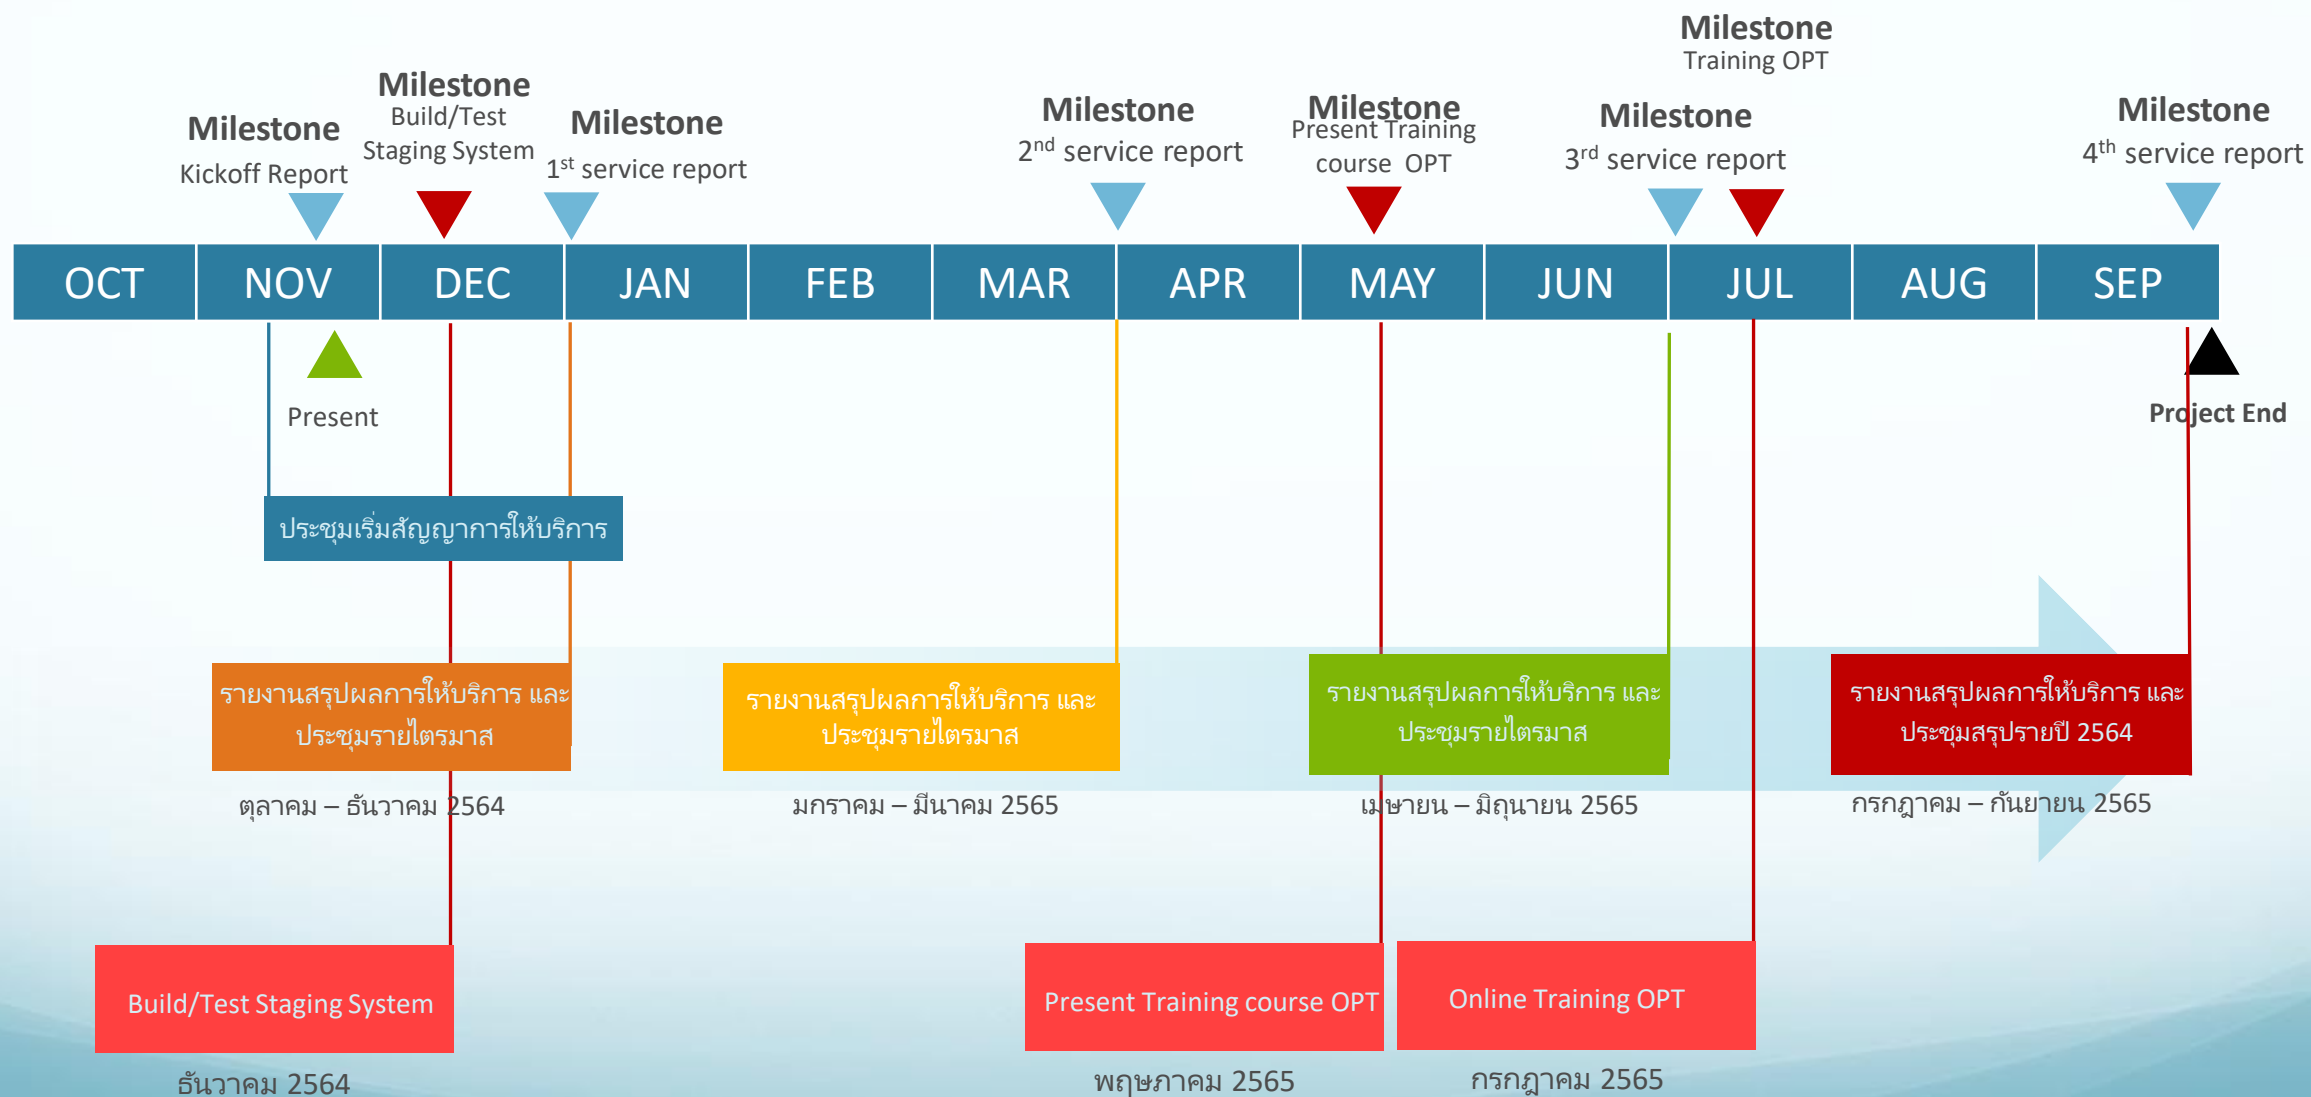 Milestone
Training OPT
Milestone
Build/Test
Staging System
Milestone
Kickoff Report
Milestone
1st service report
Milestone
2nd service report
Milestone
Present Training
course OPT
Milestone
3rd service report
Milestone
4th service report
OCT NOV DEC JAN FEB MAR APR MAY JUN JUL AUG SEP
Present
Project End
ประชุมเริ่มสัญญาการให้บริการ
รายงานสรุปผลการให้บริการ และ
ประชุมรายไตรมาส
รายงานสรุปผลการให้บริการ และ
ประชุมรายไตรมาส
รายงานสรุปผลการให้บริการ และ
ประชุมรายไตรมาส
รายงานสรุปผลการให้บริการ และ
ประชุมสรุปรายปี 2564
ตุลาคม – ธันวาคม 2564
มกราคม – มีนาคม 2565
เมษายน – มิถุนายน 2565
กรกฎาคม – กันยายน 2565
Build/Test Staging System
Present Training course OPT
Online Training OPT
ธันวาคม 2564
พฤษภาคม 2565
กรกฎาคม 2565